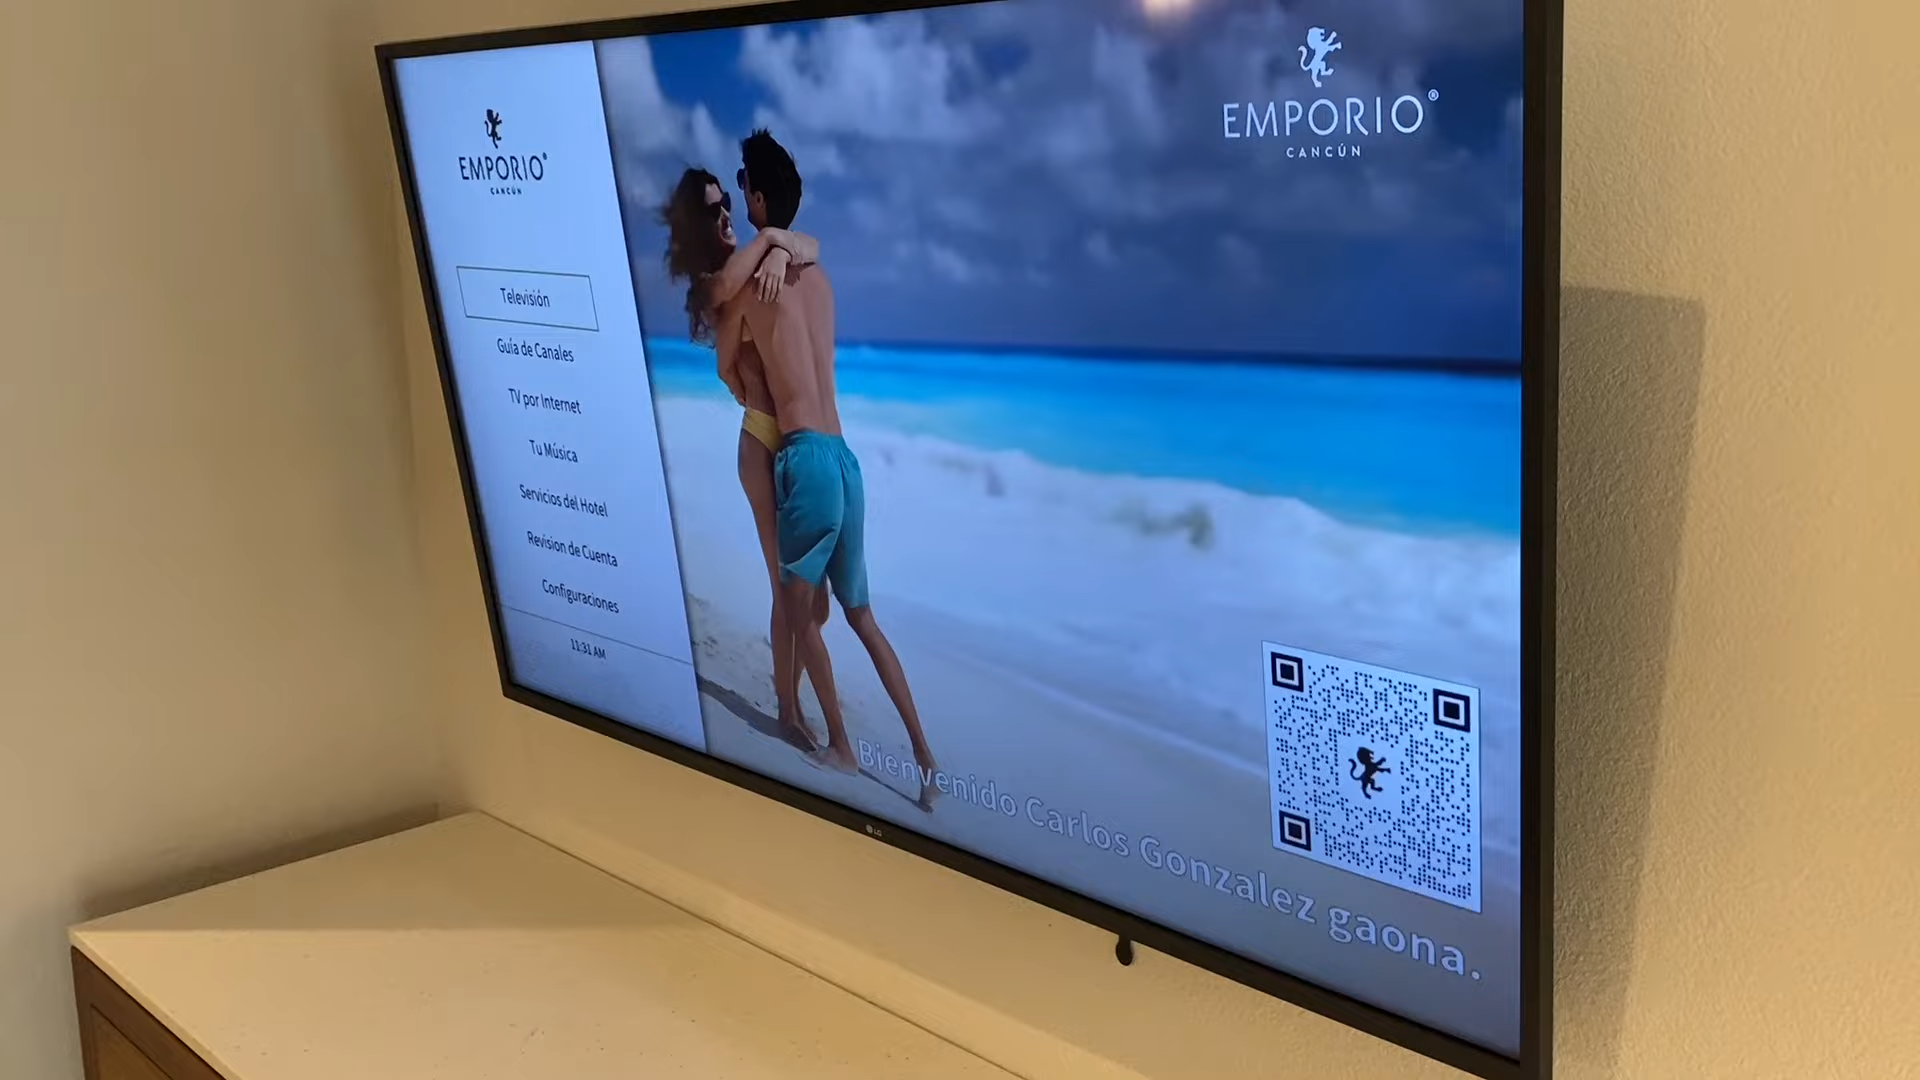 EMPORIO®
CANCÚN
Televisión
Guía de Canales
TV por Internet
Tu Música
Servicios del Hotel
Revision de Cuenta
Configuraciones
11:31 AM
EMPORIO®
CANCÚN
Bienvenido Carlos Gonzalez gaona.
LG